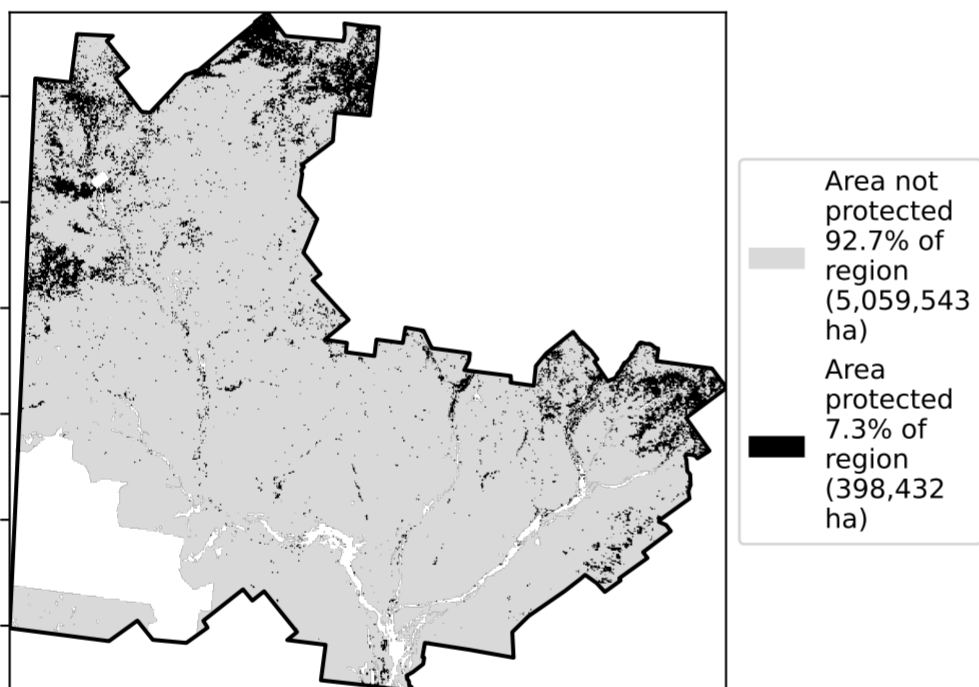 Area not
protected
92.7% of
region
(5,059,543
ha)
Area
protected
7.3% of
region
(398,432
ha)